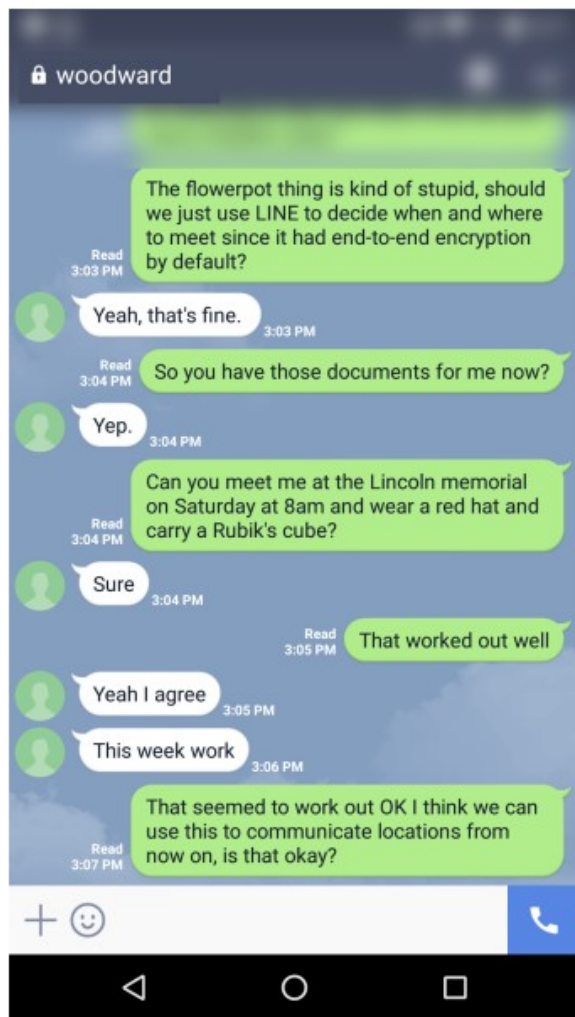 woodward
The flowerpot thing is kind of stupid, should
we just use LINE to decide when and where
to meet since it had end-to-end encryption
by default?
Read
3:03 PM
Yeah, that's fine.
3:03 PM
So you have those documents for me now?
Read
3:04 PM
Yep.
3:04 PM
Can you meet me at the Lincoln memorial
on Saturday at 8am and wear a red hat and
carry a Rubik's cube?
Read
3:04 PM
Sure
3:04 PM
That worked out well
Read
3:05 PM
Yeah I agree
3:05 PM
This week work
3:06 PM
That seemed to work out OK I think we can
use this to communicate locations from
now on, is that okay?
Read
3:07 PM